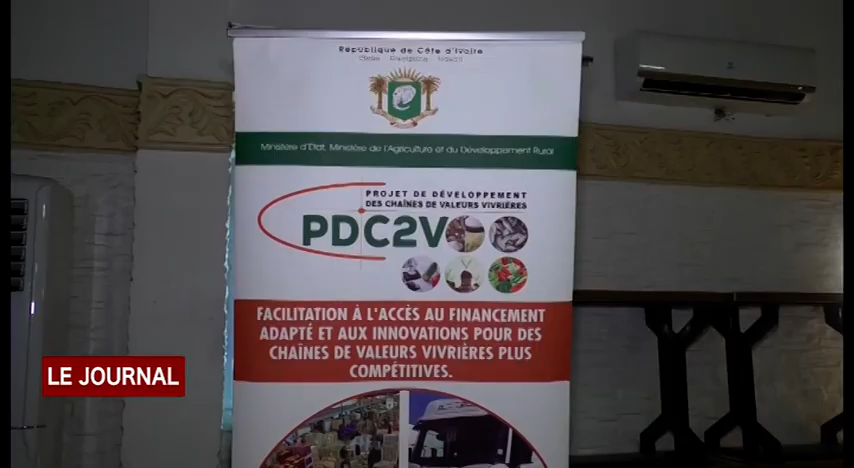 République de Côte d'Ivoire
Ministère d'État, Ministère de l'Agriculture et du Développement Rural
PROJET DE DÉVELOPPEMENT
DES CHAÎNES DE VALEURS VIVRIÈRES
PDC2V
FACILITATION À L'ACCÈS AU FINANCEMENT
ADAPTÉ ET AUX INNOVATIONS POUR DES
CHAÎNES DE VALEURS VIVRIÈRES PLUS
COMPÉTITIVES.
LE JOURNAL